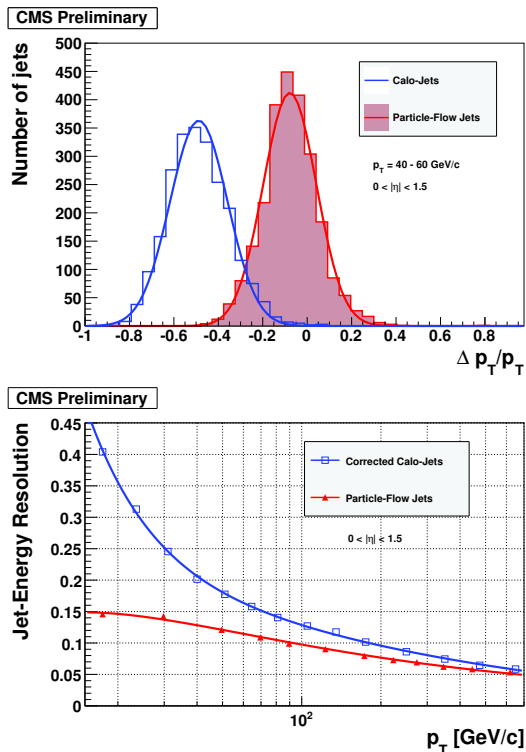 CMS Preliminary
Number of jets
500
450
400
350
300
250
200
150
100
50
0
Calo-Jets
Particle-Flow Jets
p_T = 40 - 60 GeV/c
0 < |η| < 1.5
-1 -0.8 -0.6 -0.4 -0.2 0 0.2 0.4 0.6 0.8
Δ p_T/p_T
CMS Preliminary
Jet-Energy Resolution
0.45
0.4
0.35
0.3
0.25
0.2
0.15
0.1
0.05
0
Corrected Calo-Jets
Particle-Flow Jets
0 < |η| < 1.5
10²
p_T [GeV/c]